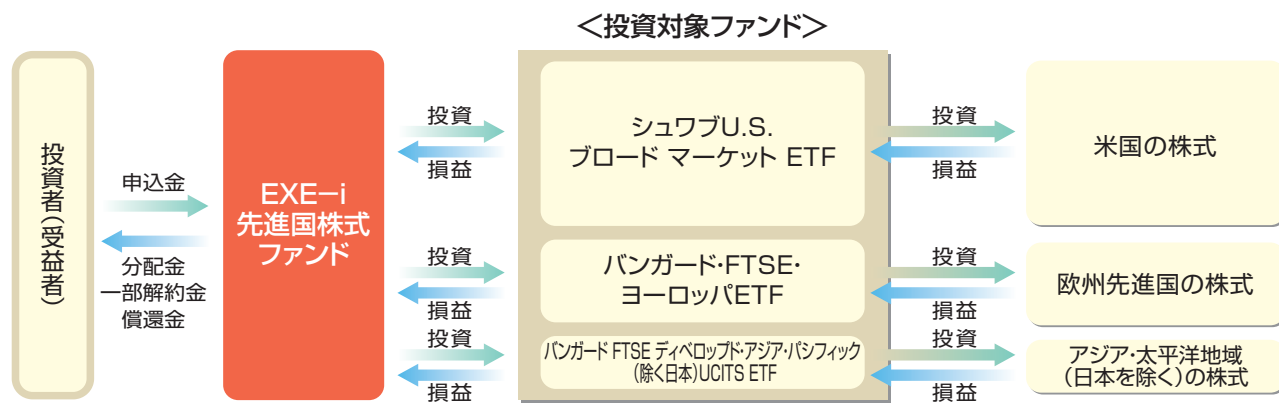 ＜投資対象ファンド＞
投資者（受益者）
申込金
分配金
一部解約金
償還金
EXE－i
先進国株式
ファンド
投資
損益
シュワブU.S.
ブロード マーケット ETF
投資
損益
米国の株式
投資
損益
バンガード・FTSE・
ヨーロッパETF
投資
損益
欧州先進国の株式
投資
損益
バンガード FTSE ディベロップド・アジア・パシフィック
（除く日本）UCITS ETF
投資
損益
アジア・太平洋地域
（日本を除く）の株式